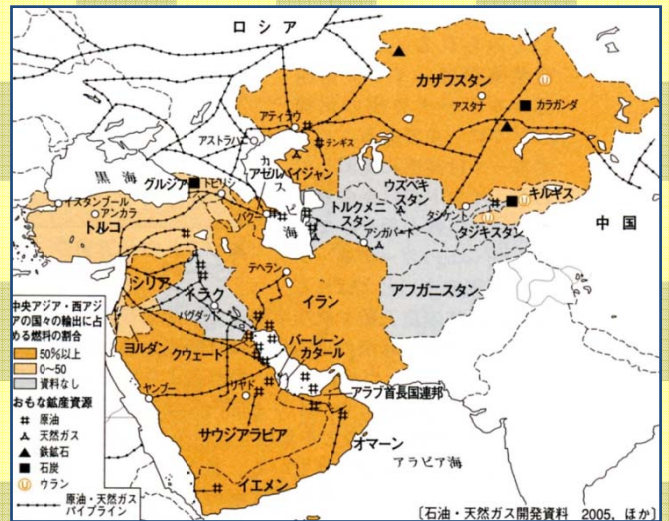 ロシア
カザフスタン
アスタナ
カラガンダ
アティラウ
テンギス
アストラハニ
カスピ海
黒海
グルジア
トビリシ
アゼルバイジャン
バクー
ウズベキスタン
トルクメニスタン
タシケント
キルギス
タジキスタン
アシガバード
中国
イスタンブール
アンカラ
トルコ
テヘラン
シリア
イラク
バグダッド
イラン
アフガニスタン
ヨルダン
クウェート
バーレーン
カタール
アラブ首長国連邦
ヤンブー
リヤド
サウジアラビア
オマーン
アラビア海
イエメン
中央アジア・西アジ
アの国々の輸出に占
める燃料の割合
50%以上
0〜50
資料なし
おもな鉱産資源
原油
天然ガス
鉄鉱石
石炭
Ⓤ ウラン
原油・天然ガス
パイプライン
〔石油・天然ガス開発資料 2005, ほか〕